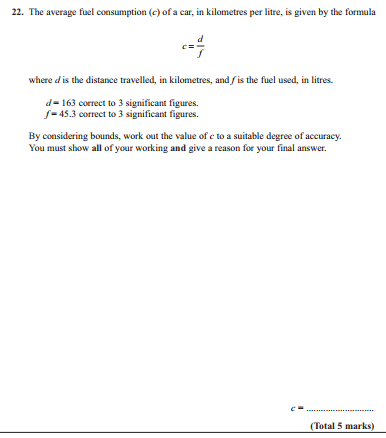 22. The average fuel consumption (c) of a car, in kilometres per litre, is given by the formula
c = d/f
where d is the distance travelled, in kilometres, and f is the fuel used, in litres.
d = 163 correct to 3 significant figures.
f = 45.3 correct to 3 significant figures.
By considering bounds, work out the value of c to a suitable degree of accuracy.
You must show all of your working and give a reason for your final answer.
c = ............................
(Total 5 marks)